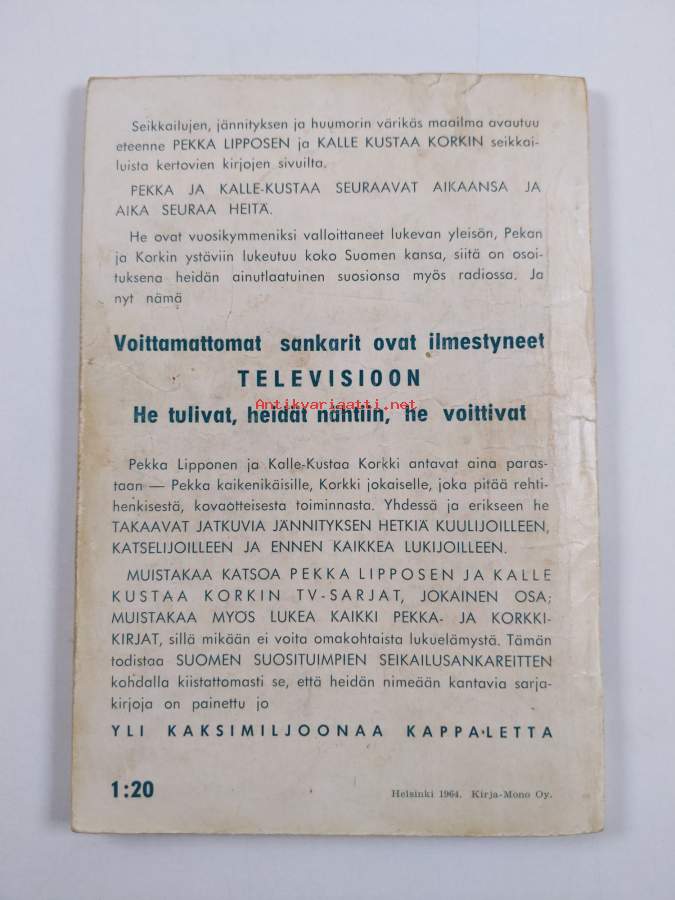 Seikkailujen, jännityksen ja huumorin värikäs maailma avautuu
eteenne PEKKA LIPPOSEN ja KALLE KUSTAA KORKIN seikkai-
luista kertovien kirjojen sivuilta.
PEKKA JA KALLE-KUSTAA SEURAAVAT AIKAANSA JA
AIKA SEURAA HEITÄ.
He ovat vuosikymmeniksi valloittaneet lukevan yleisön, Pekan
ja Korkin ystäviin lukeutuu koko Suomen kansa, siitä on osoi-
tuksena heidän ainutlaatuinen suosionsa myös radiossa. Ja
nyt nämä
Voittamattomat sankarit ovat ilmestyneet
TELEVISIOON
Antikvariaatti.net
He tulivat, heidät nähtiin, he voittivat
Pekka Lipponen ja Kalle-Kustaa Korkki antavat aina paras-
taan — Pekka kaikenikäisille, Korkki jokaiselle, joka pitää rehti-
henkisestä, kovaotteisesta toiminnasta. Yhdessä ja erikseen he
TAKAAVAT JATKUVIA JÄNNITYKSEN HETKIÄ KUULIJOILLEEN,
KATSELIJOILLEEN JA ENNEN KAIKKEA LUKIJOILLEEN.
MUISTAKAA KATSOA PEKKA LIPPOSEN JA KALLE
KUSTAA KORKIN TV-SARJAT, JOKAINEN OSA;
MUISTAKAA MYÖS LUKEA KAIKKI PEKKA- JA KORKKI-
KIRJAT, sillä mikään ei voita omakohtaista lukuelämystä. Tämän
todistaa SUOMEN SUOSITUIMPIEN SEIKAILUSANKAREITTEN
kohdalla kiistattomasti se, että heidän nimeään kantavia sarja-
kirjoja on painettu jo
YLI KAKSIMILJOONAA KAPPALETTA
1:20
Helsinki 1964. Kirja-Mono Oy.